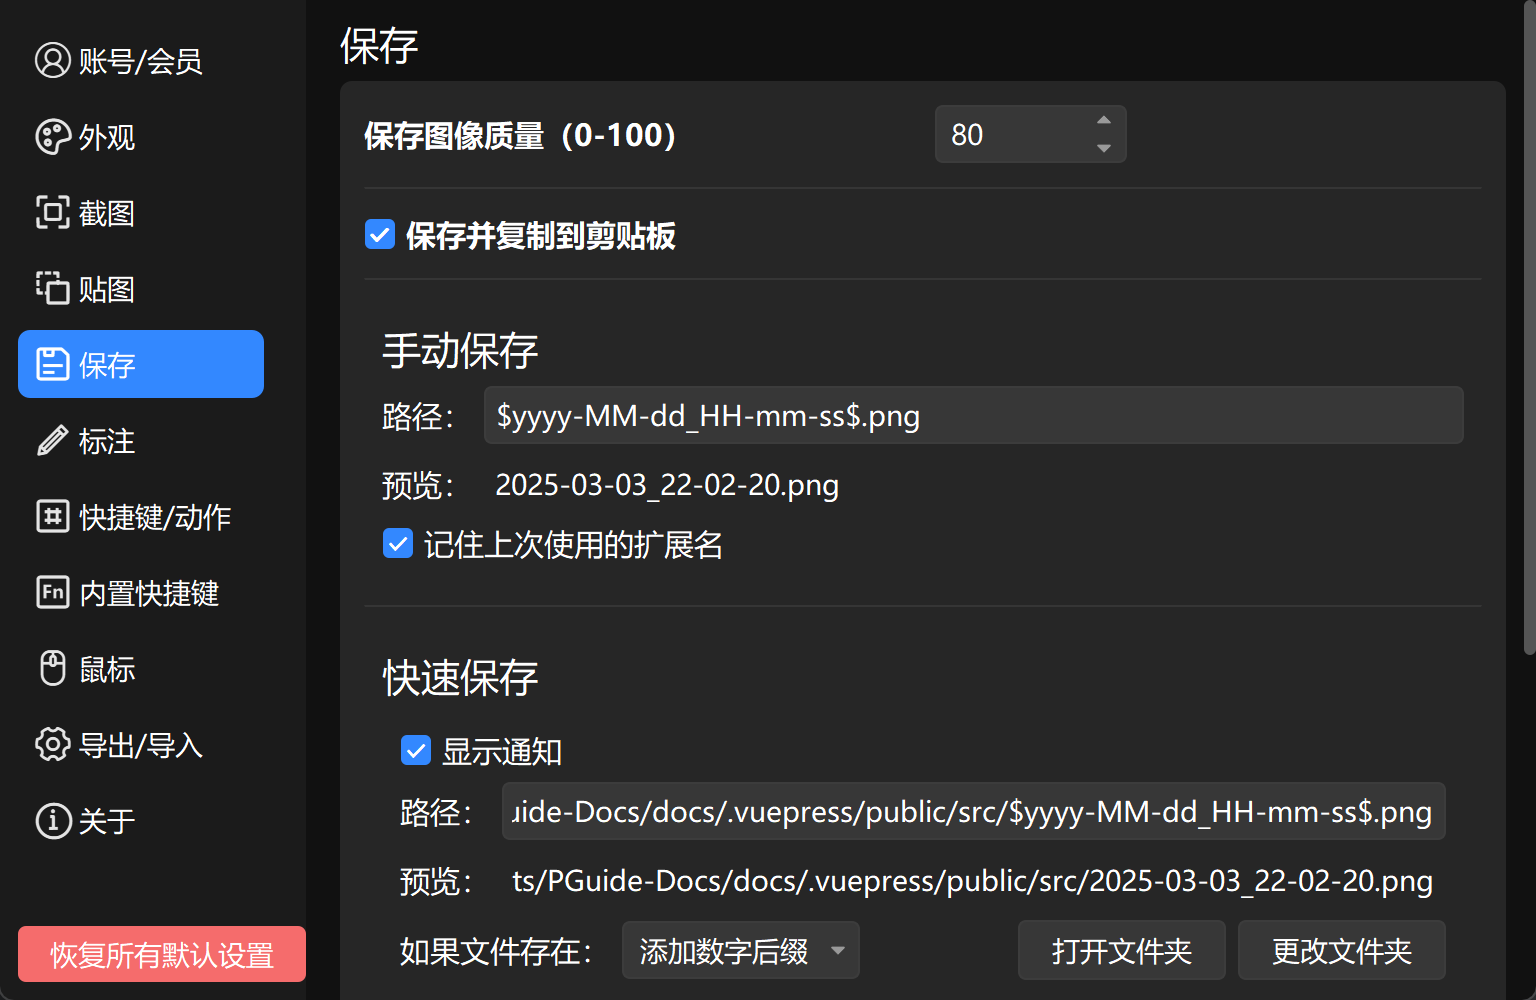 账号/会员
外观
截图
贴图
保存
标注
快捷键/动作
Fn 内置快捷键
鼠标
导出/导入
关于
恢复所有默认设置
保存
保存图像质量（0-100） 80
保存并复制到剪贴板
手动保存
路径： $yyyy-MM-dd_HH-mm-ss$.png
预览： 2025-03-03_22-02-20.png
记住上次使用的扩展名
快速保存
显示通知
路径： uide-Docs/docs/.vuepress/public/src/$yyyy-MM-dd_HH-mm-ss$.png
预览： ts/PGuide-Docs/docs/.vuepress/public/src/2025-03-03_22-02-20.png
如果文件存在： 添加数字后缀 打开文件夹 更改文件夹